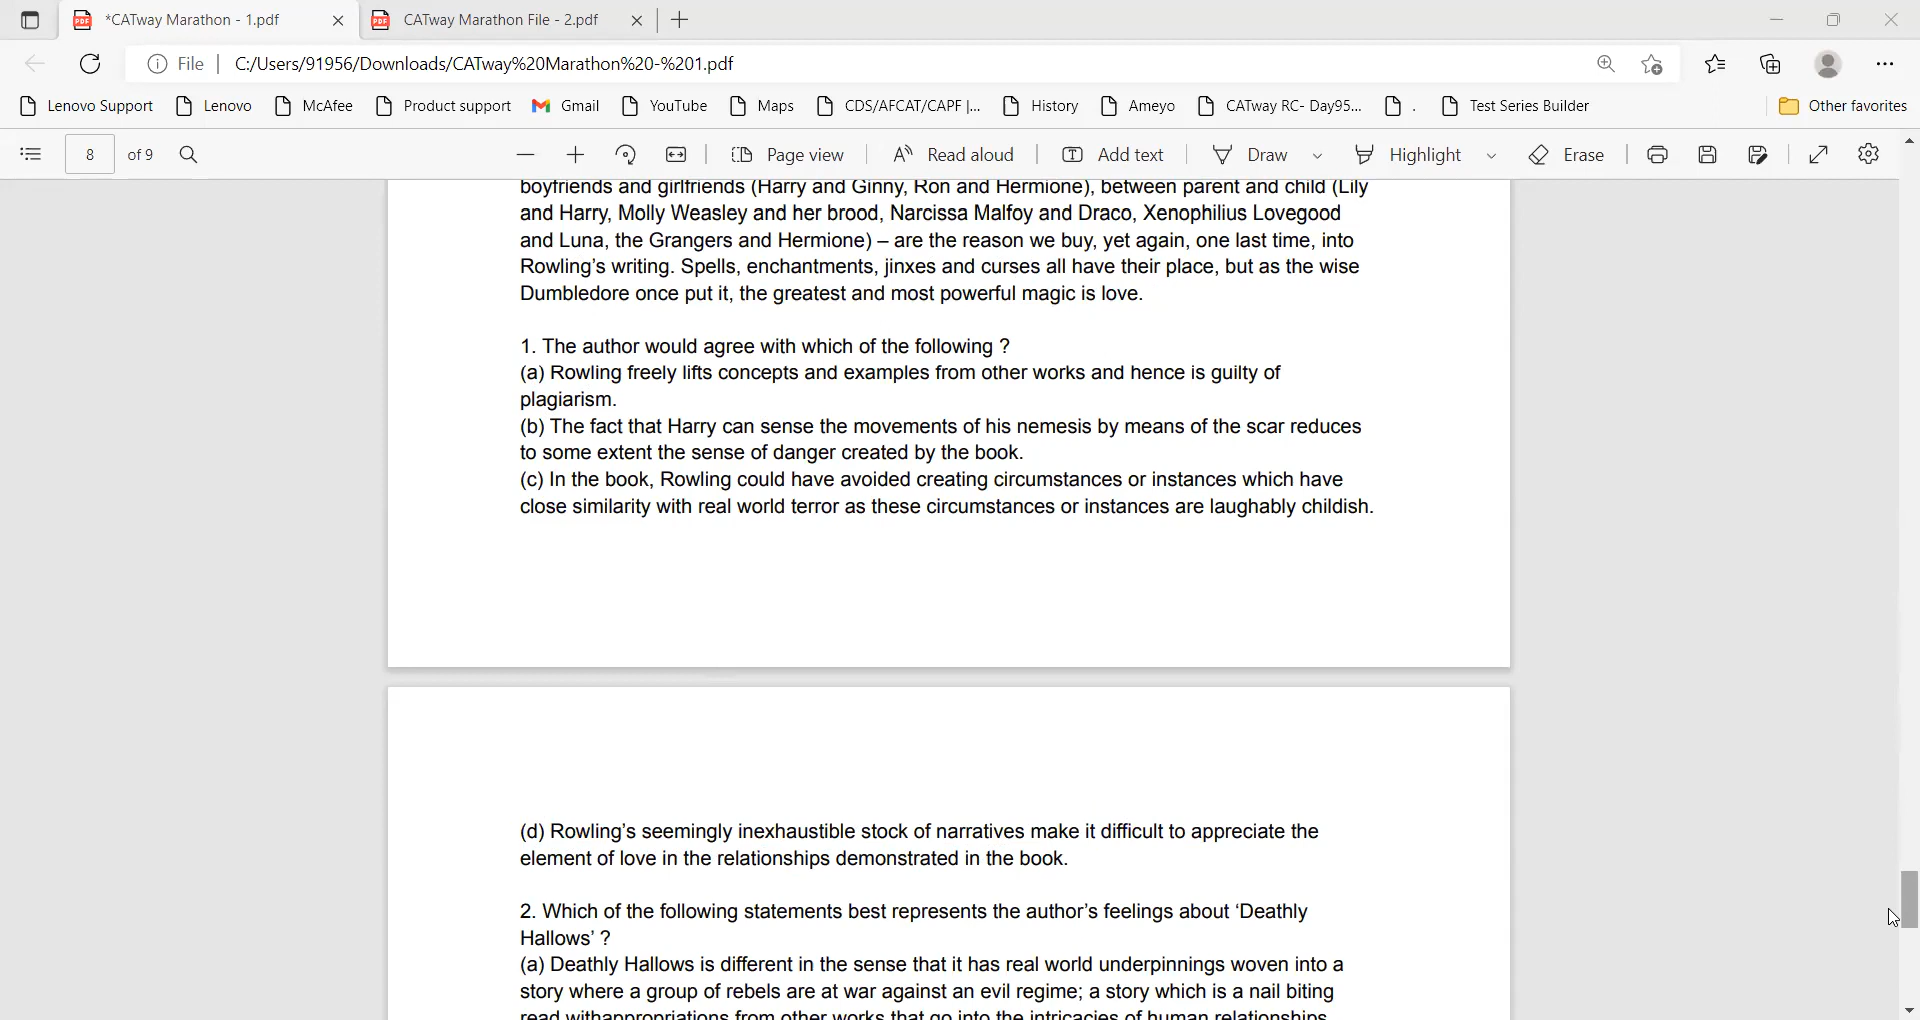 *CATway Marathon - 1.pdf
CATway Marathon File - 2.pdf
File
C:/Users/91956/Downloads/CATway%20Marathon%20-%201.pdf
Lenovo Support
Lenovo
McAfee
Product support
Gmail
YouTube
Maps
CDS/AFCAT/CAPF |...
History
Ameyo
CATway RC- Day95...
.
Test Series Builder
Other favorites
8
of 9
Page view
Read aloud
Add text
Draw
Highlight
Erase
boyfriends and girlfriends (Harry and Ginny, Ron and Hermione), between parent and child (Lily
and Harry, Molly Weasley and her brood, Narcissa Malfoy and Draco, Xenophilius Lovegood
and Luna, the Grangers and Hermione) – are the reason we buy, yet again, one last time, into
Rowling’s writing. Spells, enchantments, jinxes and curses all have their place, but as the wise
Dumbledore once put it, the greatest and most powerful magic is love.
1. The author would agree with which of the following ?
(a) Rowling freely lifts concepts and examples from other works and hence is guilty of
plagiarism.
(b) The fact that Harry can sense the movements of his nemesis by means of the scar reduces
to some extent the sense of danger created by the book.
(c) In the book, Rowling could have avoided creating circumstances or instances which have
close similarity with real world terror as these circumstances or instances are laughably childish.
(d) Rowling’s seemingly inexhaustible stock of narratives make it difficult to appreciate the
element of love in the relationships demonstrated in the book.
2. Which of the following statements best represents the author’s feelings about ‘Deathly
Hallows’ ?
(a) Deathly Hallows is different in the sense that it has real world underpinnings woven into a
story where a group of rebels are at war against an evil regime; a story which is a nail biting
read withappropriations from other works that go into the intricacies of human relationships